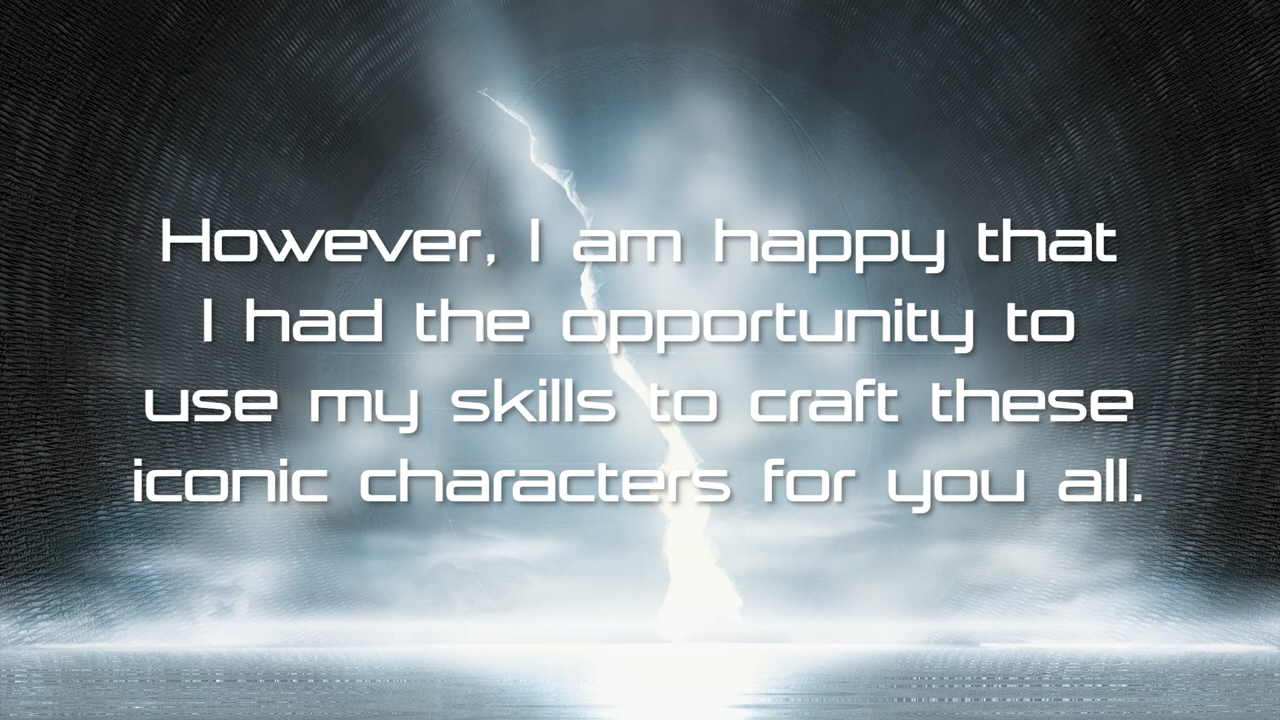 However, I am happy that
I had the opportunity to
use my skills to craft these
iconic characters for you all.